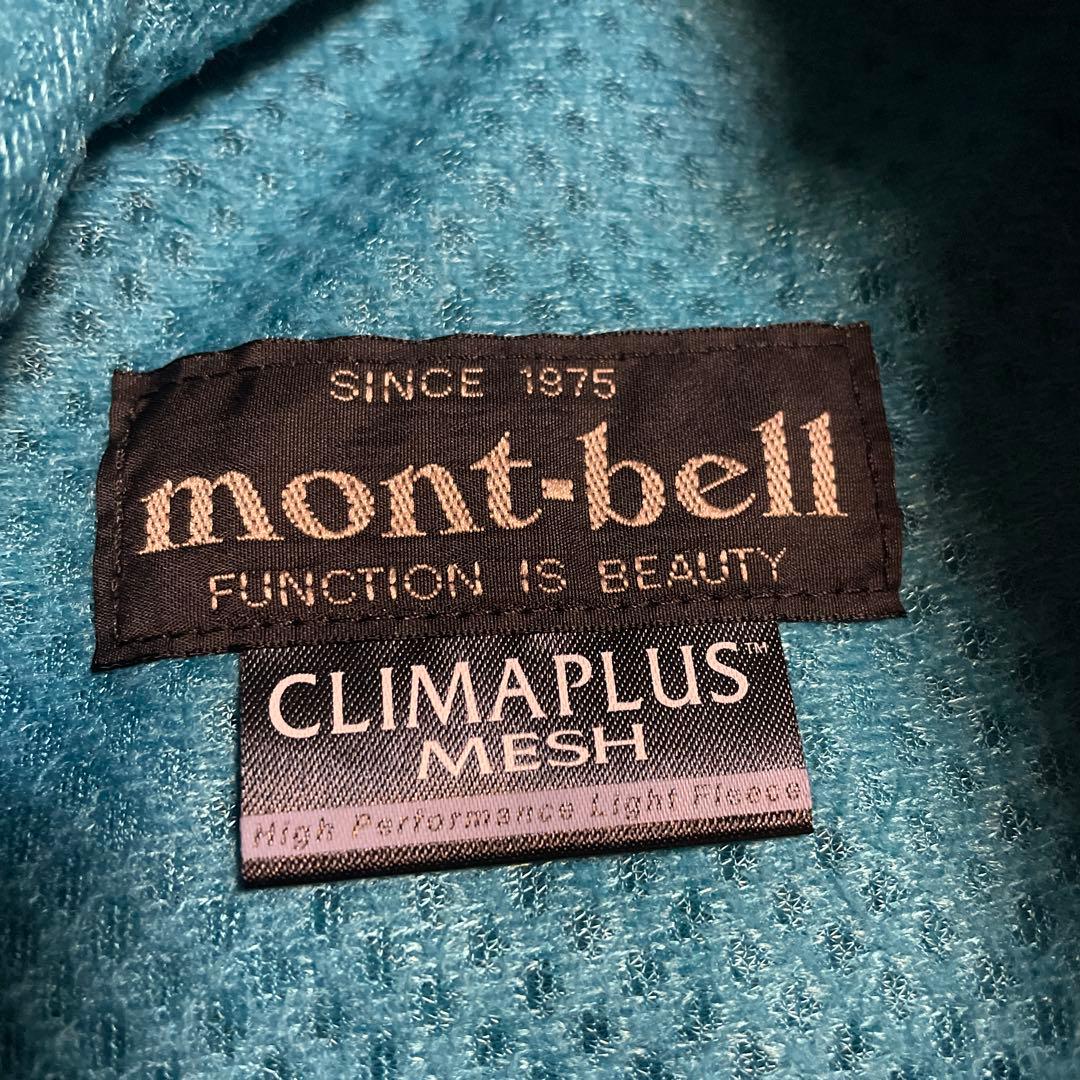 SINCE 1975
mont-bell
FUNCTION IS BEAUTY
CLIMAPLUS™
MESH
High Performance Light Fleece